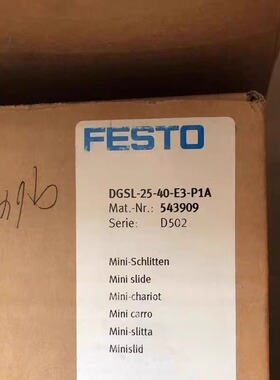 FESTO
DGSL-25-40-E3-P1A
Mat.-Nr.: 543909
Serie: D502
Mini-Schlitten
Mini slide
Mini-chariot
Mini carro
Mini-slitta
Minislid